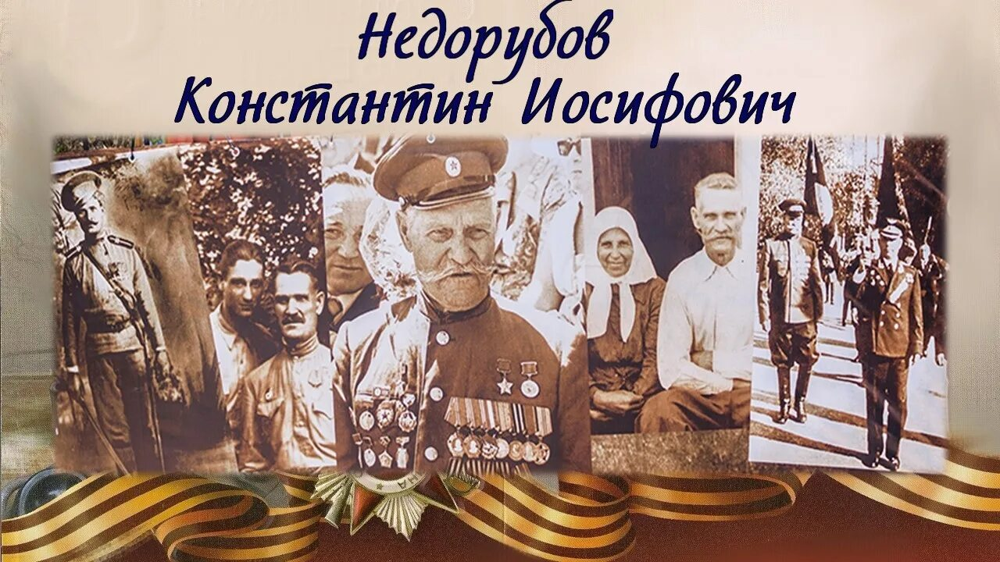 Недорубов
Константин Иосифович